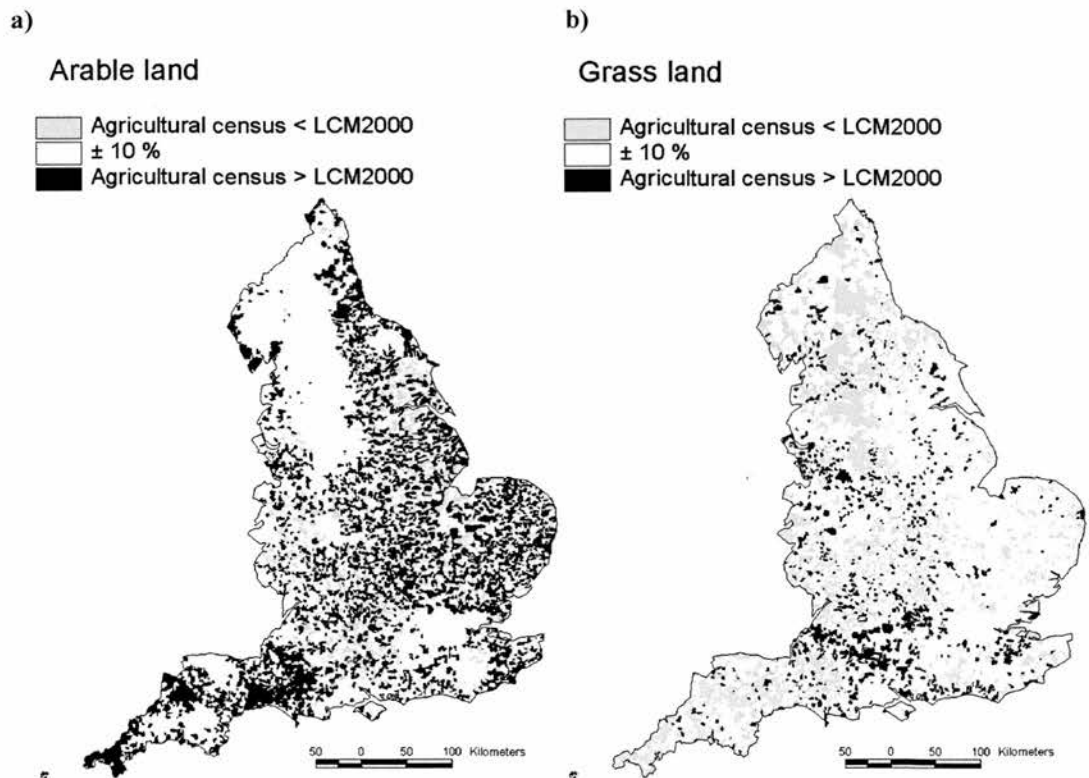 a)
Arable land
Agricultural census < LCM2000
± 10 %
Agricultural census > LCM2000
50 0 50 100 Kilometers
b)
Grass land
Agricultural census < LCM2000
± 10 %
Agricultural census > LCM2000
50 0 50 100 Kilometers